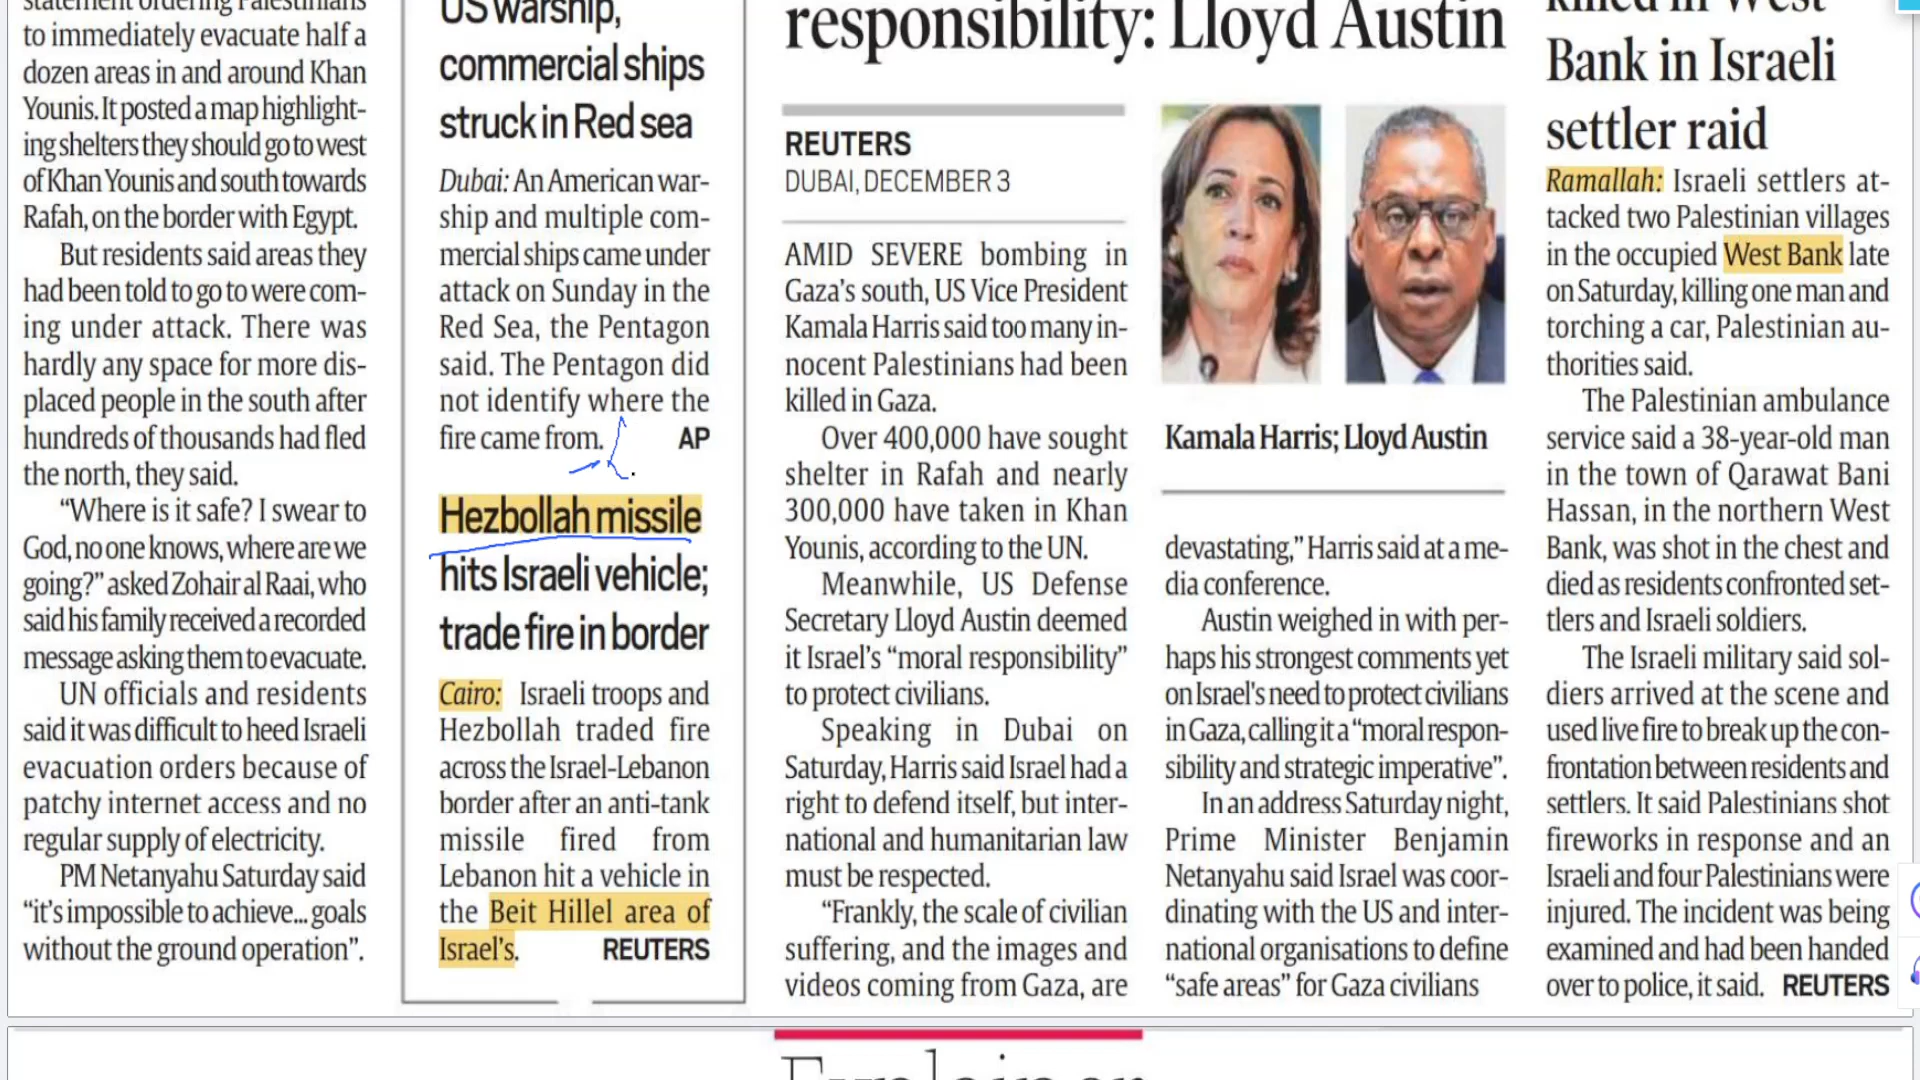 statement ordering Palestinians
to immediately evacuate half a
dozen areas in and around Khan
Younis. It posted a map highlight-
ing shelters they should go to west
of Khan Younis and south towards
Rafah, on the border with Egypt.
But residents said areas they
had been told to go to were com-
ing under attack. There was
hardly any space for more dis-
placed people in the south after
hundreds of thousands had fled
the north, they said.
“Where is it safe? I swear to
God, no one knows, where are we
going?” asked Zohair al Raai, who
said his family received a recorded
message asking them to evacuate.
UN officials and residents
said it was difficult to heed Israeli
evacuation orders because of
patchy internet access and no
regular supply of electricity.
PM Netanyahu Saturday said
“it’s impossible to achieve... goals
without the ground operation”.
US warship,
commercial ships
struck in Red sea
Dubai: An American war-
ship and multiple com-
mercial ships came under
attack on Sunday in the
Red Sea, the Pentagon
said. The Pentagon did
not identify where the
fire came from. AP
Hezbollah missile
hits Israeli vehicle;
trade fire in border
Cairo: Israeli troops and
Hezbollah traded fire
across the Israel-Lebanon
border after an anti-tank
missile fired from
Lebanon hit a vehicle in
the Beit Hillel area of
Israel’s. REUTERS
responsibility: Lloyd Austin
REUTERS
DUBAI, DECEMBER 3
AMID SEVERE bombing in
Gaza’s south, US Vice President
Kamala Harris said too many in-
nocent Palestinians had been
killed in Gaza.
Over 400,000 have sought
shelter in Rafah and nearly
300,000 have taken in Khan
Younis, according to the UN.
Meanwhile, US Defense
Secretary Lloyd Austin deemed
it Israel’s “moral responsibility”
to protect civilians.
Speaking in Dubai on
Saturday, Harris said Israel had a
right to defend itself, but inter-
national and humanitarian law
must be respected.
“Frankly, the scale of civilian
suffering, and the images and
videos coming from Gaza, are
Kamala Harris; Lloyd Austin
devastating,” Harris said at a me-
dia conference.
Austin weighed in with per-
haps his strongest comments yet
on Israel's need to protect civilians
in Gaza, calling it a “moral respon-
sibility and strategic imperative”.
In an address Saturday night,
Prime Minister Benjamin
Netanyahu said Israel was coor-
dinating with the US and inter-
national organisations to define
“safe areas” for Gaza civilians
killed in West
Bank in Israeli
settler raid
Ramallah: Israeli settlers at-
tacked two Palestinian villages
in the occupied West Bank late
on Saturday, killing one man and
torching a car, Palestinian au-
thorities said.
The Palestinian ambulance
service said a 38-year-old man
in the town of Qarawat Bani
Hassan, in the northern West
Bank, was shot in the chest and
died as residents confronted set-
tlers and Israeli soldiers.
The Israeli military said sol-
diers arrived at the scene and
used live fire to break up the con-
frontation between residents and
settlers. It said Palestinians shot
fireworks in response and an
Israeli and four Palestinians were
injured. The incident was being
examined and had been handed
over to police, it said. REUTERS
Explainer